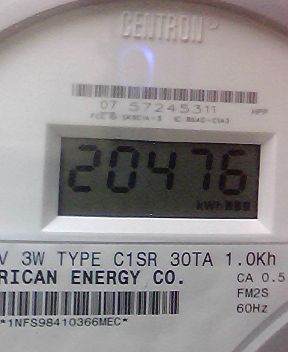 CENTRON®
07 57245311 HPP
20476
kWh
V 3W TYPE C1SR 30TA 1.0Kh
RICAN ENERGY CO. CA 0.5
FM2S
60Hz
*1NFS98410366MEC*